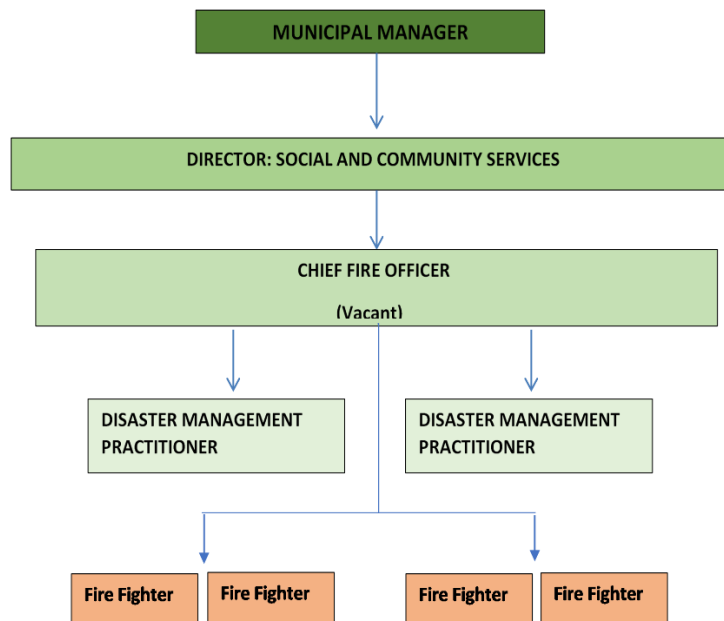 MUNICIPAL MANAGER
DIRECTOR: SOCIAL AND COMMUNITY SERVICES
CHIEF FIRE OFFICER
(Vacant)
DISASTER MANAGEMENT
PRACTITIONER
DISASTER MANAGEMENT
PRACTITIONER
Fire Fighter
Fire Fighter
Fire Fighter
Fire Fighter